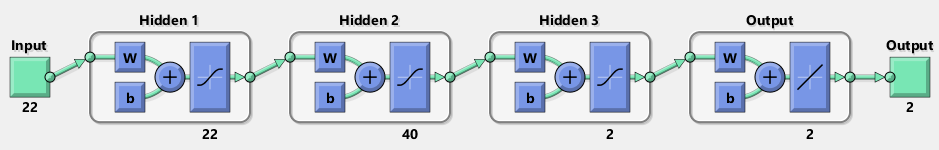 Hidden 1 Hidden 2 Hidden 3 Output
Input Output
W W W W
+ + + +
b b b b
22 2
22 40 2 2